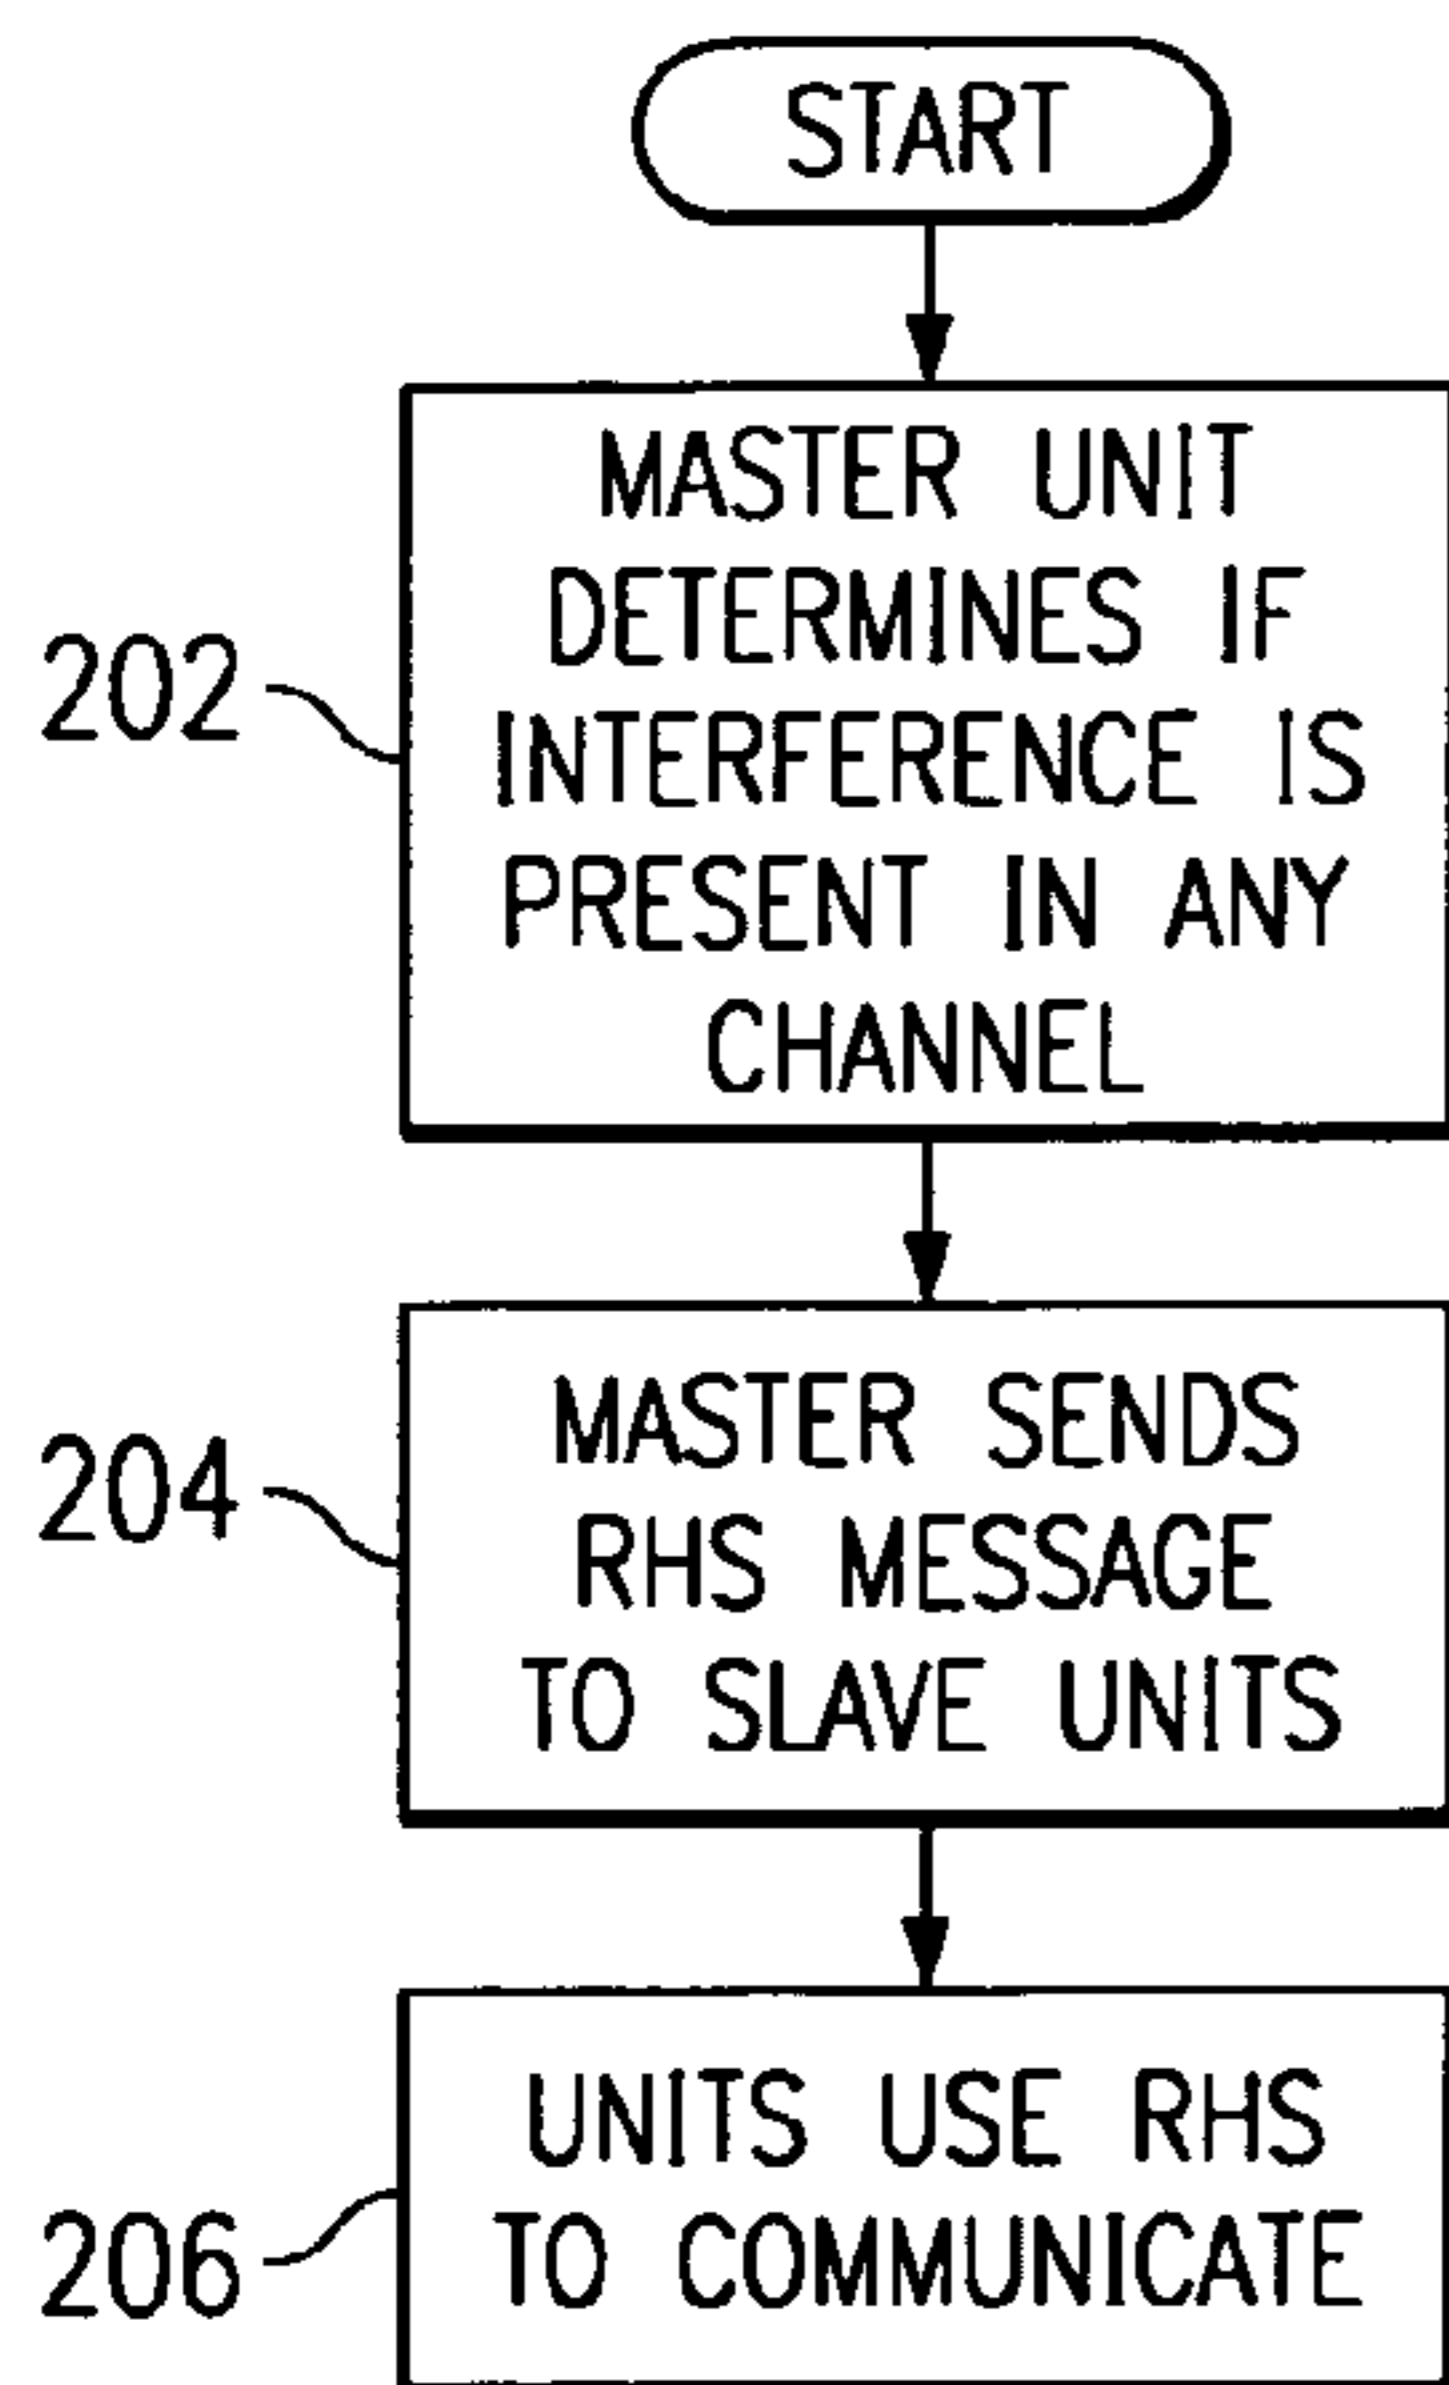 START
MASTER UNIT
DETERMINES IF
INTERFERENCE IS
PRESENT IN ANY
CHANNEL
202
MASTER SENDS
RHS MESSAGE
TO SLAVE UNITS
204
UNITS USE RHS
TO COMMUNICATE
206